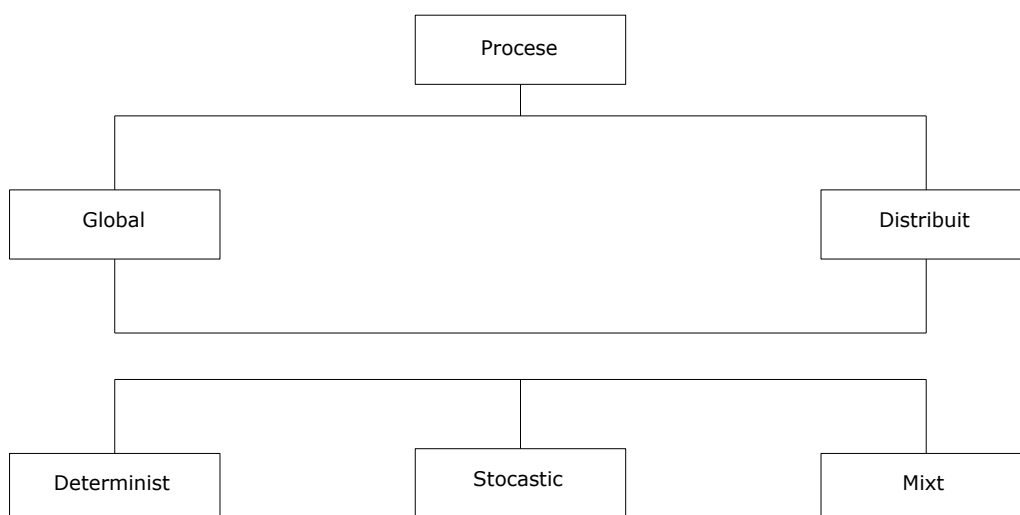 Procese
Global
Distribuit
Determinist
Stocastic
Mixt